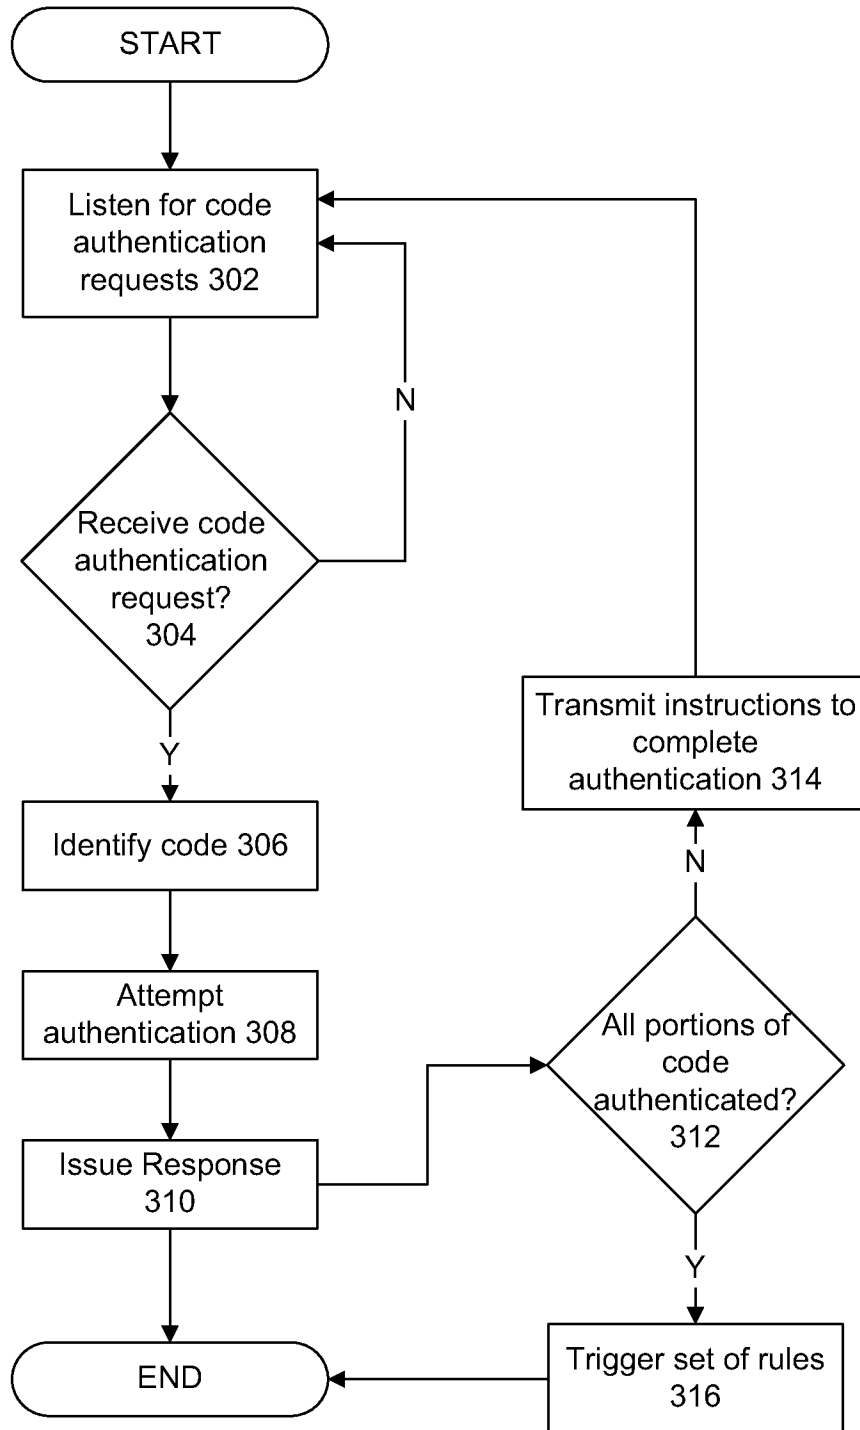 START
Listen for code
authentication
requests 302
N
Receive code
authentication
request?
304
Y
Identify code 306
Attempt
authentication 308
Issue Response
310
END
Transmit instructions to
complete
authentication 314
N
All portions of
code
authenticated?
312
Y
Trigger set of rules
316